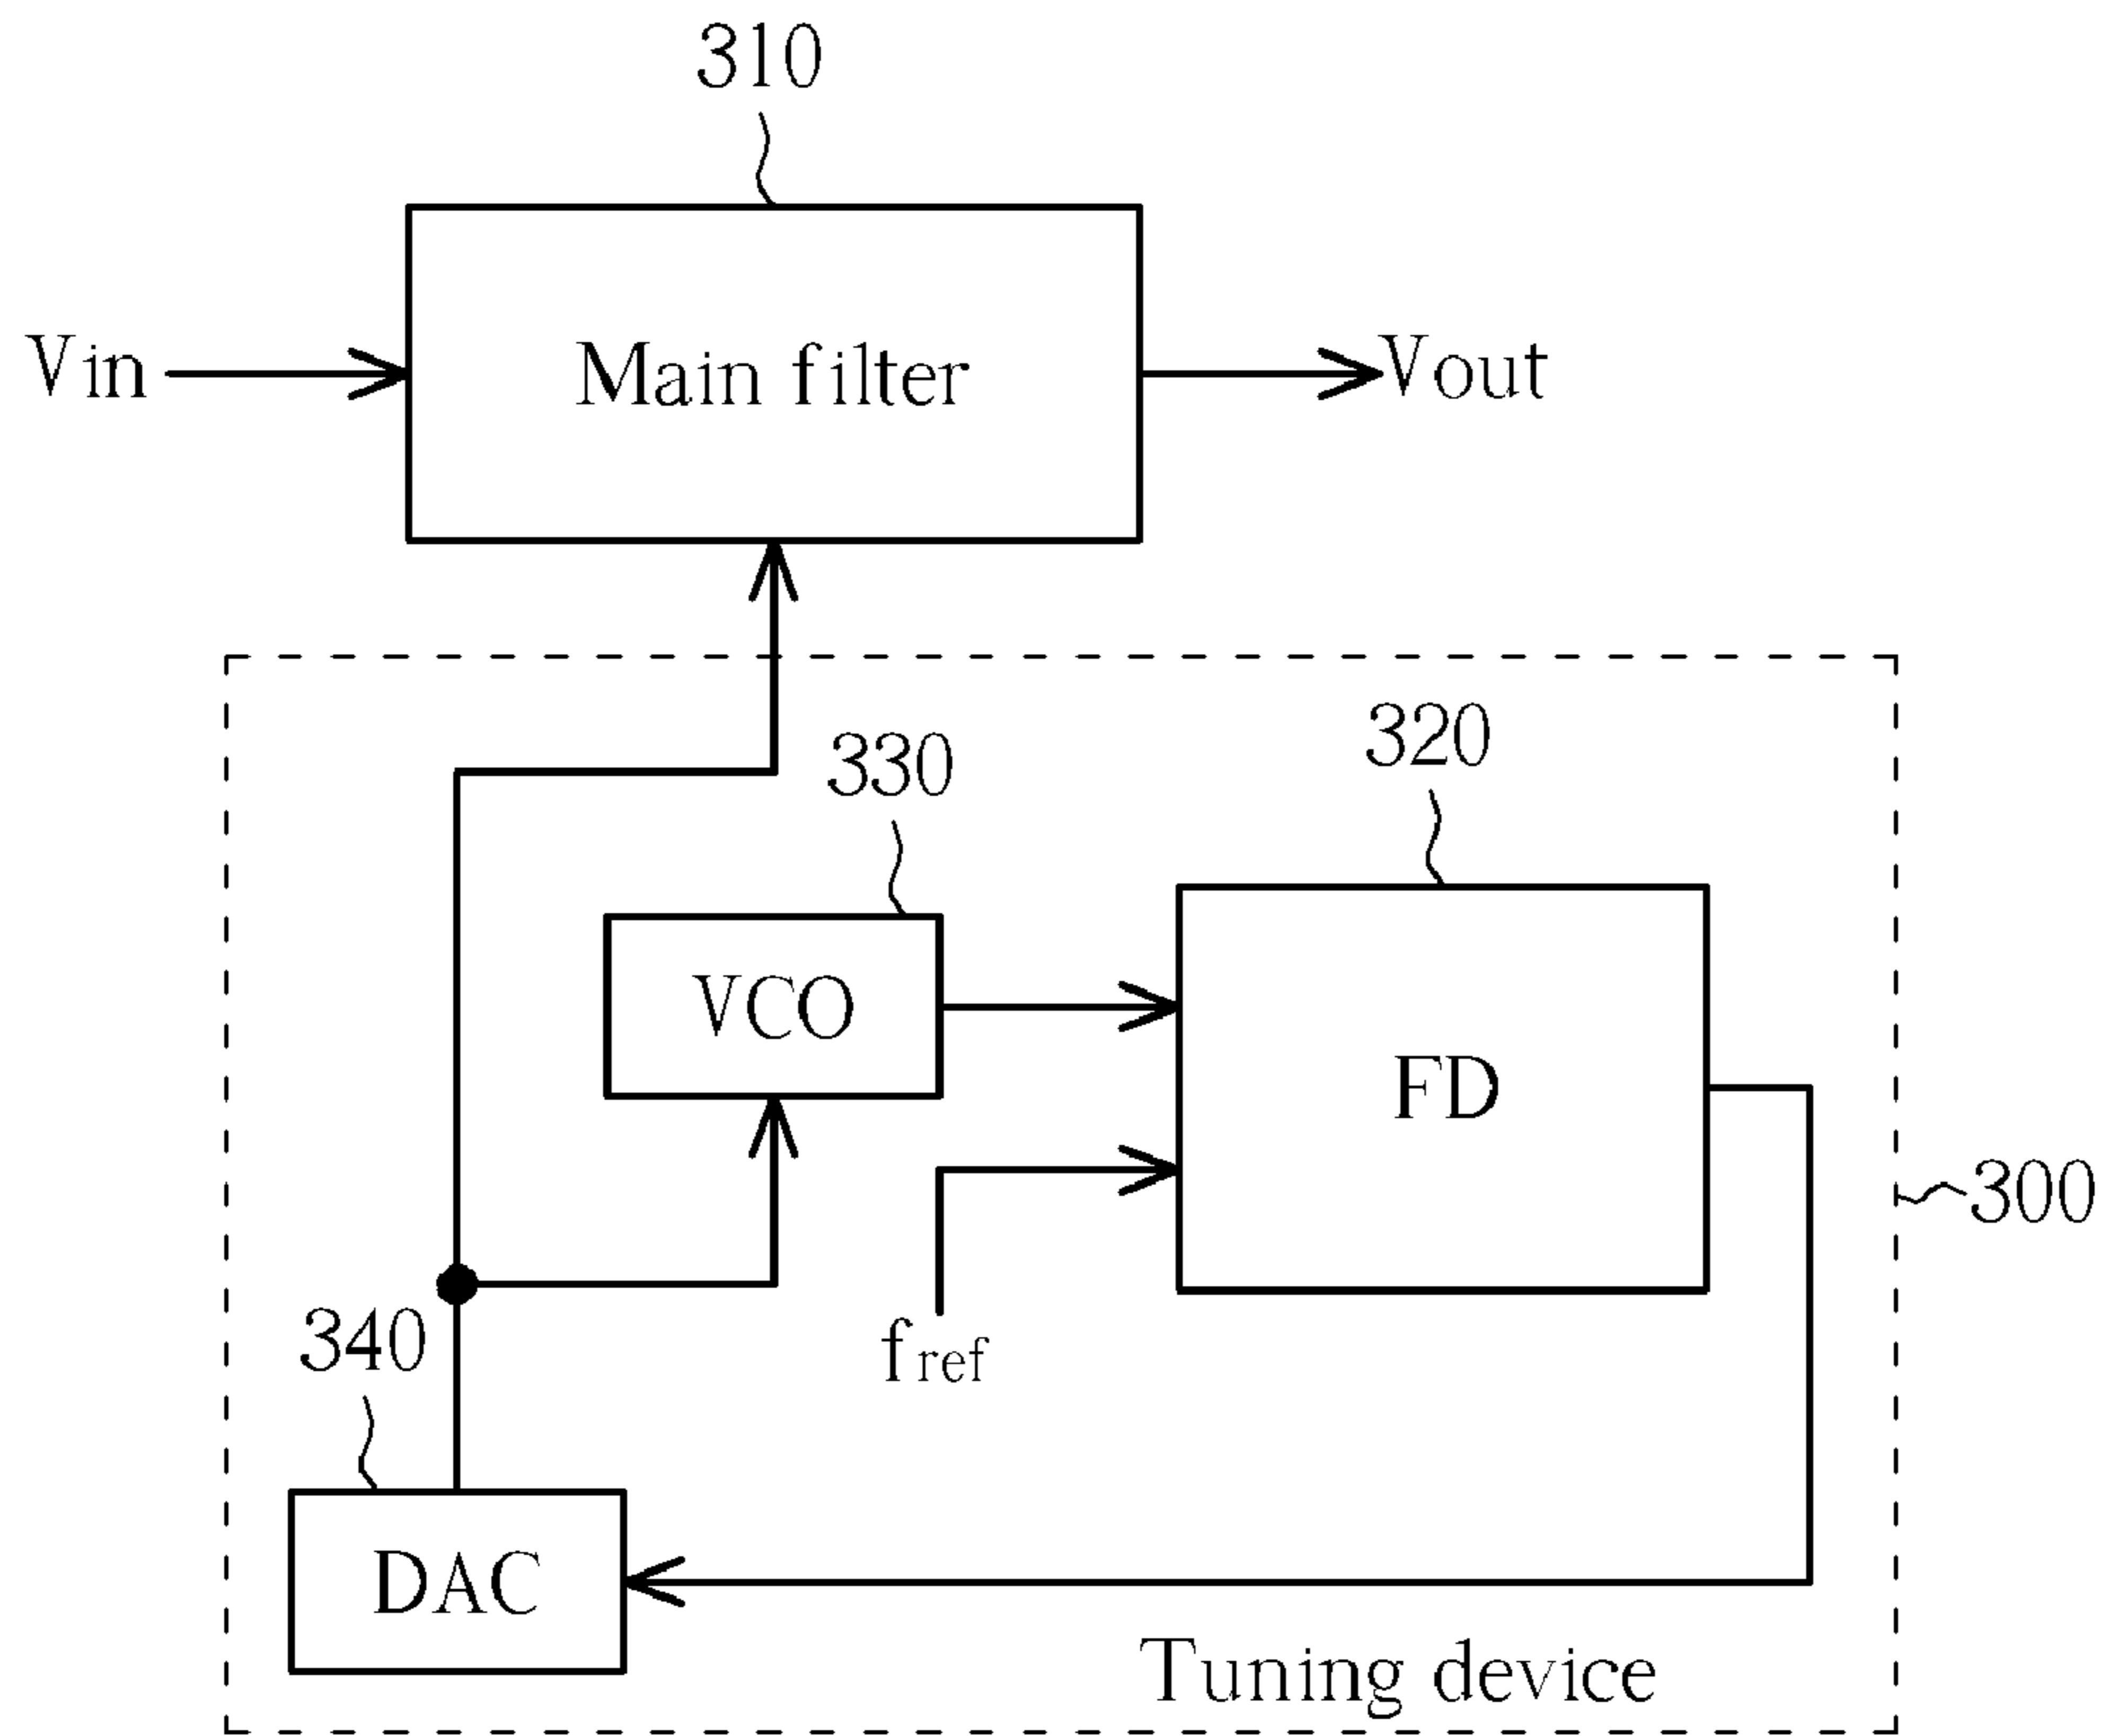 310
Vin
Main filter
Vout
330
320
VCO
FD
300
340
fref
DAC
Tuning device